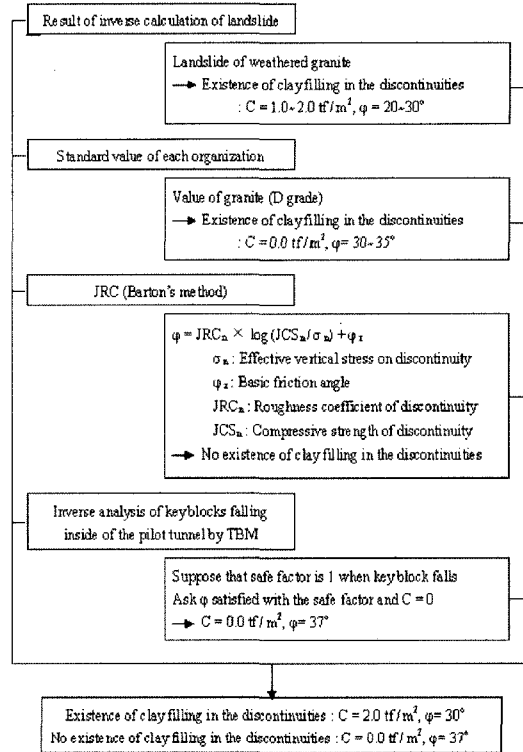 Result of inverse calculation of landslide
Landslide of weathered granite
→ Existence of clay filling in the discontinuities
: C = 1.0~2.0 tf/m², φ = 20~30°
Standard value of each organization
Value of granite (D grade)
→ Existence of clay filling in the discontinuities
: C = 0.0 tf/m², φ= 30~35°
JRC (Barton's method)
φ = JRCₙ × log (JCSₙ/σₙ) + φᵣ
σₙ : Effective vertical stress on discontinuity
φᵣ : Basic friction angle
JRCₙ : Roughness coefficient of discontinuity
JCSₙ : Compressive strength of discontinuity
→ No existence of clay filling in the discontinuities
Inverse analysis of keyblocks falling
inside of the pilot tunnel by TBM
Suppose that safe factor is 1 when keyblock falls
Ask φ satisfied with the safe factor and C = 0
→ C = 0.0 tf/m², φ= 37°
Existence of clay filling in the discontinuities : C = 2.0 tf/m², φ= 30°
No existence of clay filling in the discontinuities : C = 0.0 tf/m², φ= 37°